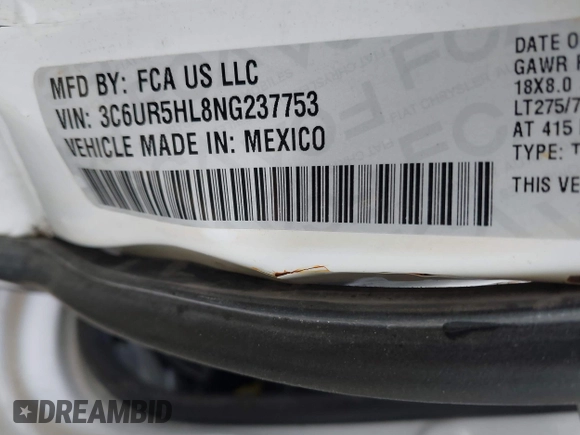 MFD BY: FCA US LLC
VIN: 3C6UR5HL8NG237753
VEHICLE MADE IN: MEXICO
DATE O
GAWR
18X8.0
LT275/7
AT 415
TYPE: T
THIS VE
DREAMBID